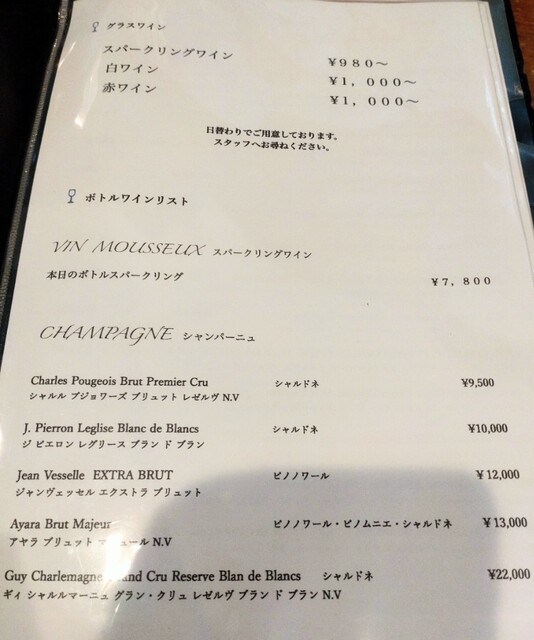 グラスワイン
スパークリングワイン ￥９８０～
白ワイン ￥１，０００～
赤ワイン ￥１，０００～
日替わりでご用意しております。
スタッフへお尋ねください。
ボトルワインリスト
VIN MOUSSEUX スパークリングワイン
本日のボトルスパークリング ￥７，８００
CHAMPAGNE シャンパーニュ
Charles Pougeois Brut Premier Cru シャルドネ ¥9,500
シャルル プジョワーズ ブリュット レゼルヴ N.V
J. Pierron Leglise Blanc de Blancs シャルドネ ¥10,000
ジ ピエロン レグリース ブラン ド ブラン
Jean Vesselle EXTRA BRUT ピノノワール ¥12,000
ジャンヴェッセル エクストラ ブリュット
Ayara Brut Majeur ピノノワール・ピノムニエ・シャルドネ ¥13,000
アヤラ ブリュット マジュール N.V
Guy Charlemagne Grand Cru Reserve Blan de Blancs シャルドネ ¥22,000
ギィ シャルルマーニュ グラン・クリュ レゼルヴ ブラン ド ブラン N.V